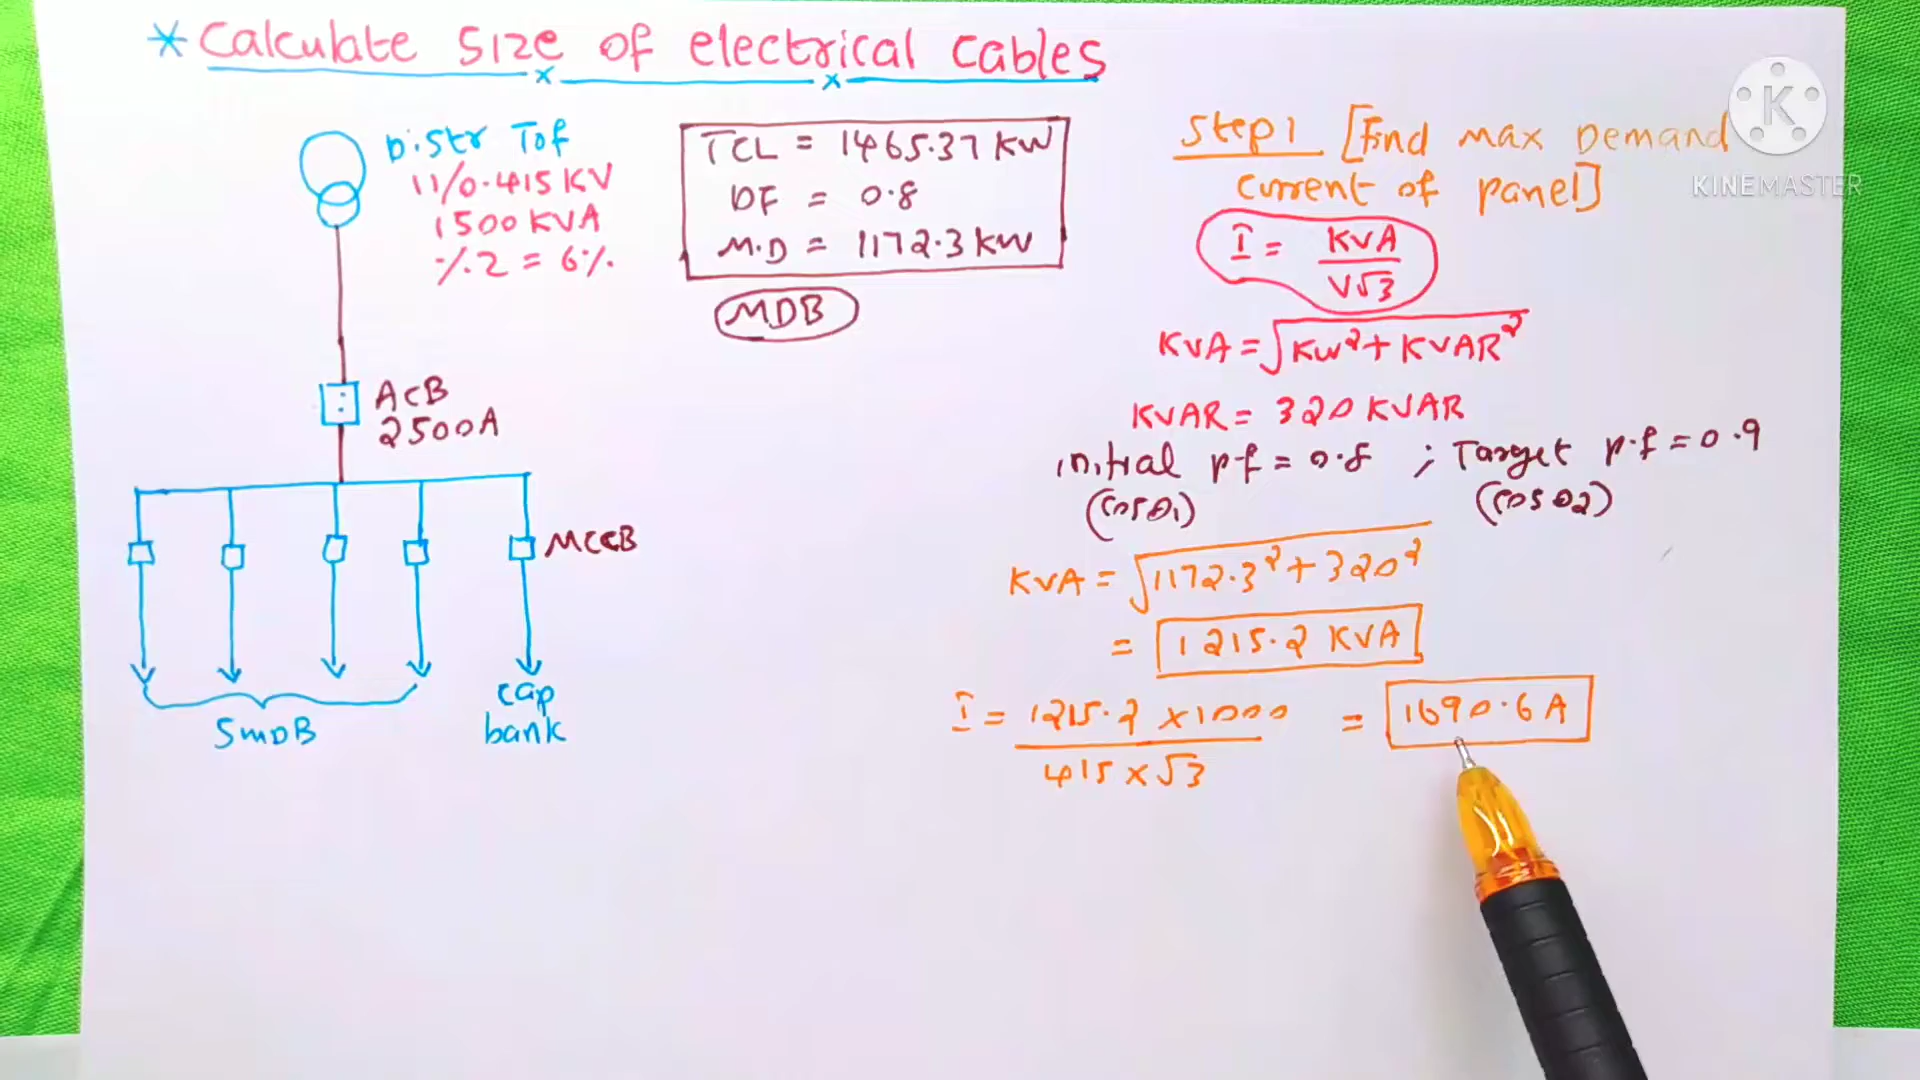 * Calculate size of electrical cables
Distr Tof
11/0.415 KV
1500 KVA
%Z = 6%
TCL = 1465.37 KW
DF = 0.8
M.D = 1172.3 KW
MDB
ACB
2500A
MCCB
SMDB
cap
bank
Step1 [Find max Demand
current of panel]
I = KVA
V√3
KVA = √KW²+KVAR²
KVAR = 320 KVAR
initial p.f = 0.8 ; Target p.f = 0.9
(cosθ1) (cosθ2)
KVA = √1172.3²+320²
= 1215.2 KVA
I = 1215.2 x1000 = 1690.6 A
415 x √3
K
KINEMASTER